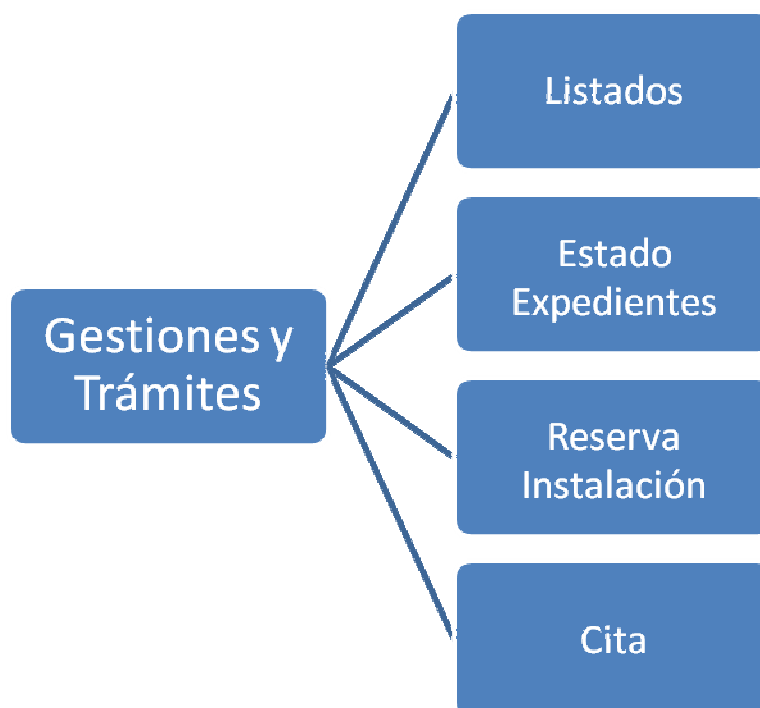 Gestiones y
Trámites
Listados
Estado
Expedientes
Reserva
Instalación
Cita